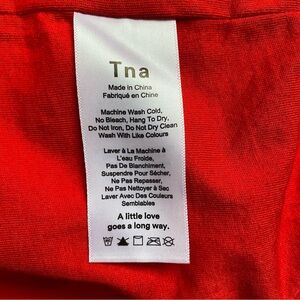 Tna
Made in China
Fabriqué en Chine
Machine Wash Cold,
No Bleach, Hang To Dry,
Do Not Iron, Do Not Dry Clean
Wash With Like Colours
Laver À La Machine À
L'eau Froide,
Pas De Blanchiment,
Suspendre Pour Sécher,
Ne Pas Repasser,
Ne Pas Nettoyer à Sec
Laver Avec Des Couleurs
Semblables
A little love
goes a long way.